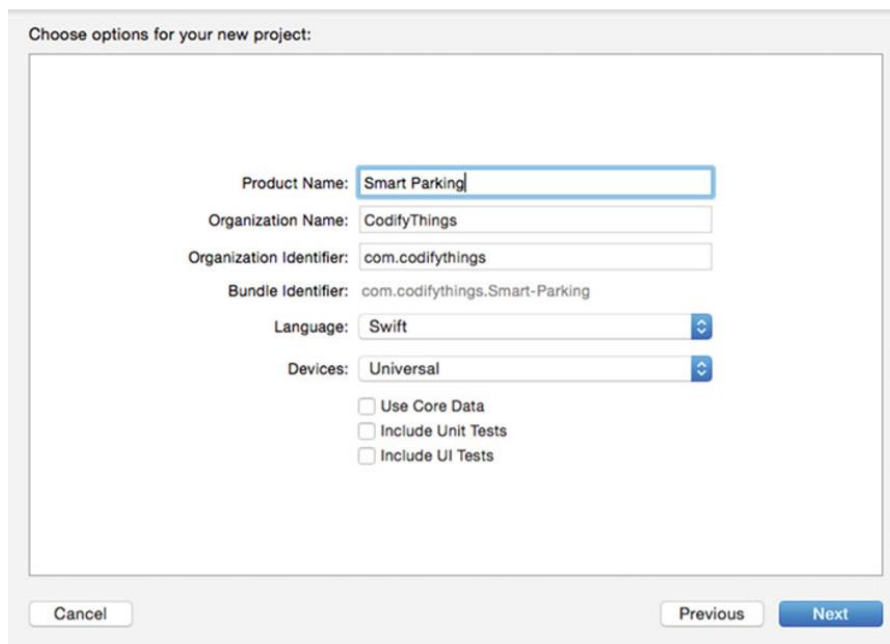 Choose options for your new project:
Product Name: Smart Parking
Organization Name: CodifyThings
Organization Identifier: com.codifythings
Bundle Identifier: com.codifythings.Smart-Parking
Language: Swift
Devices: Universal
Use Core Data
Include Unit Tests
Include UI Tests
Cancel Previous Next